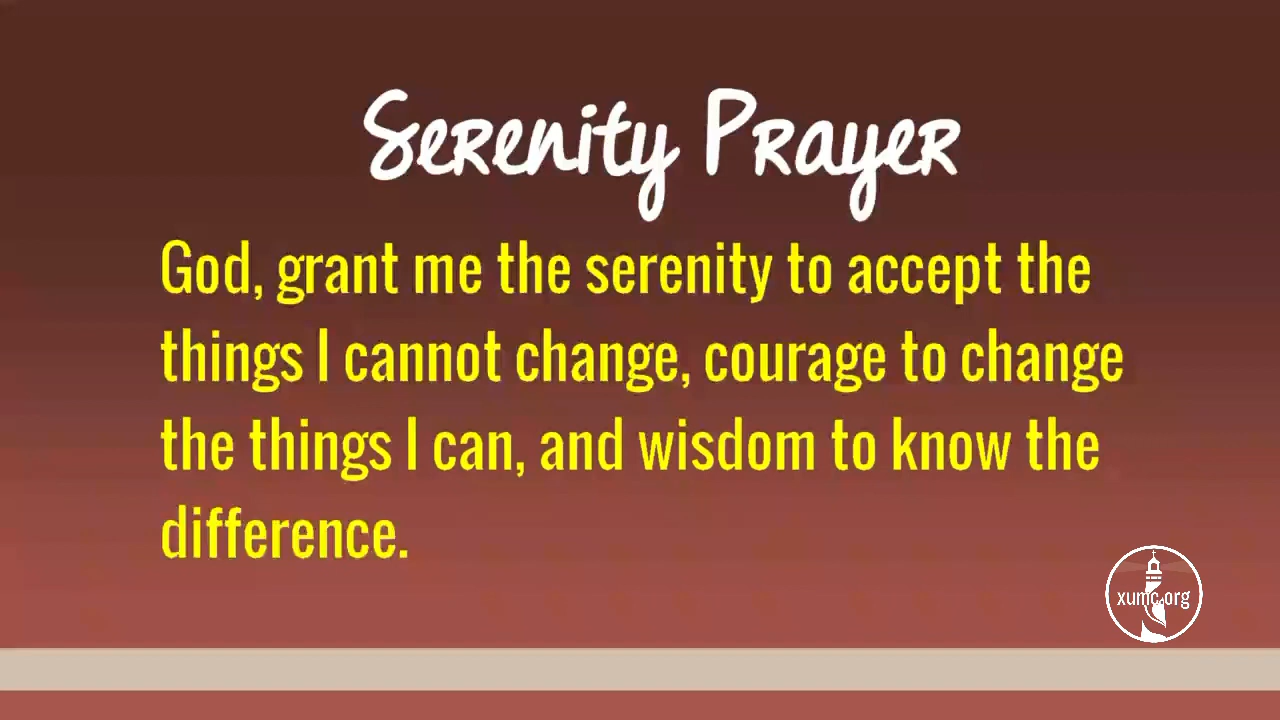 Serenity Prayer
God, grant me the serenity to accept the
things I cannot change, courage to change
the things I can, and wisdom to know the
difference.
xumc.org